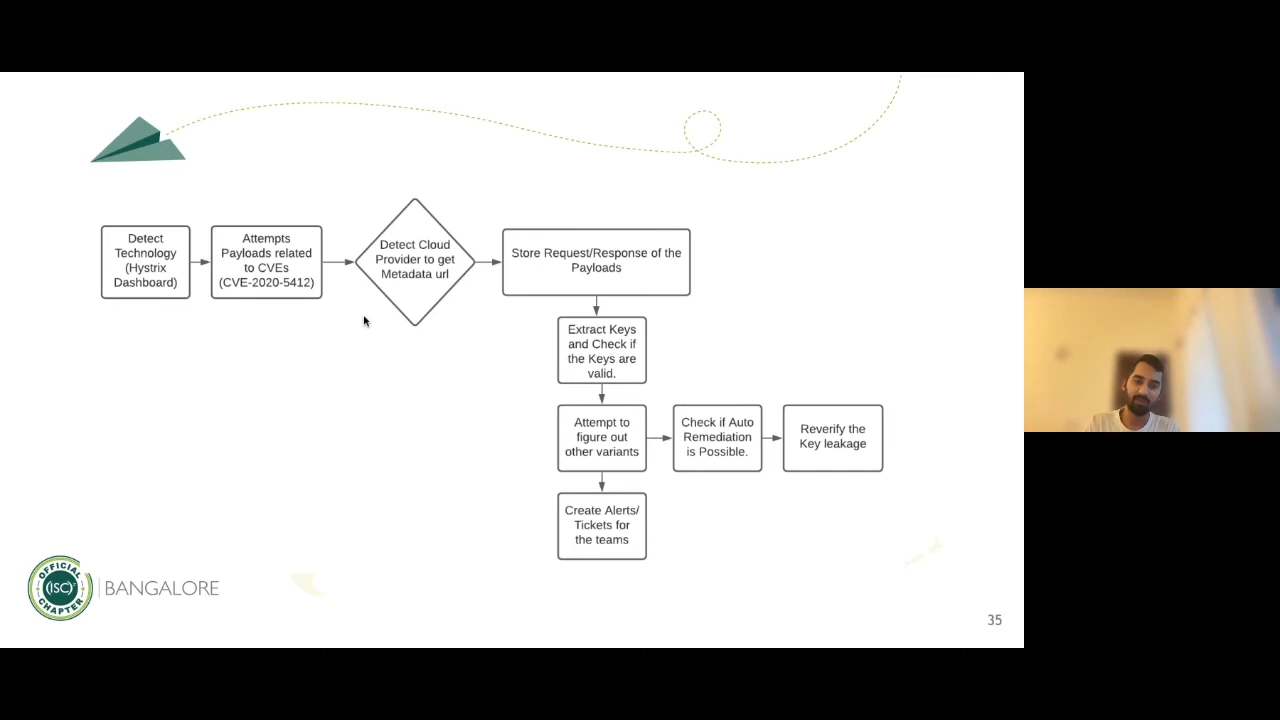 Detect
Technology
(Hystrix
Dashboard)
Attempts
Payloads related
to CVEs
(CVE-2020-5412)
Detect Cloud
Provider to get
Metadata url
Store Request/Response of the
Payloads
Extract Keys
and Check if
the Keys are
valid.
Attempt to
figure out
other variants
Check if Auto
Remediation
is Possible.
Reverify the
Key leakage
Create Alerts/
Tickets for
the teams
OFFICIAL
(ISC)²
CHAPTER
BANGALORE
35